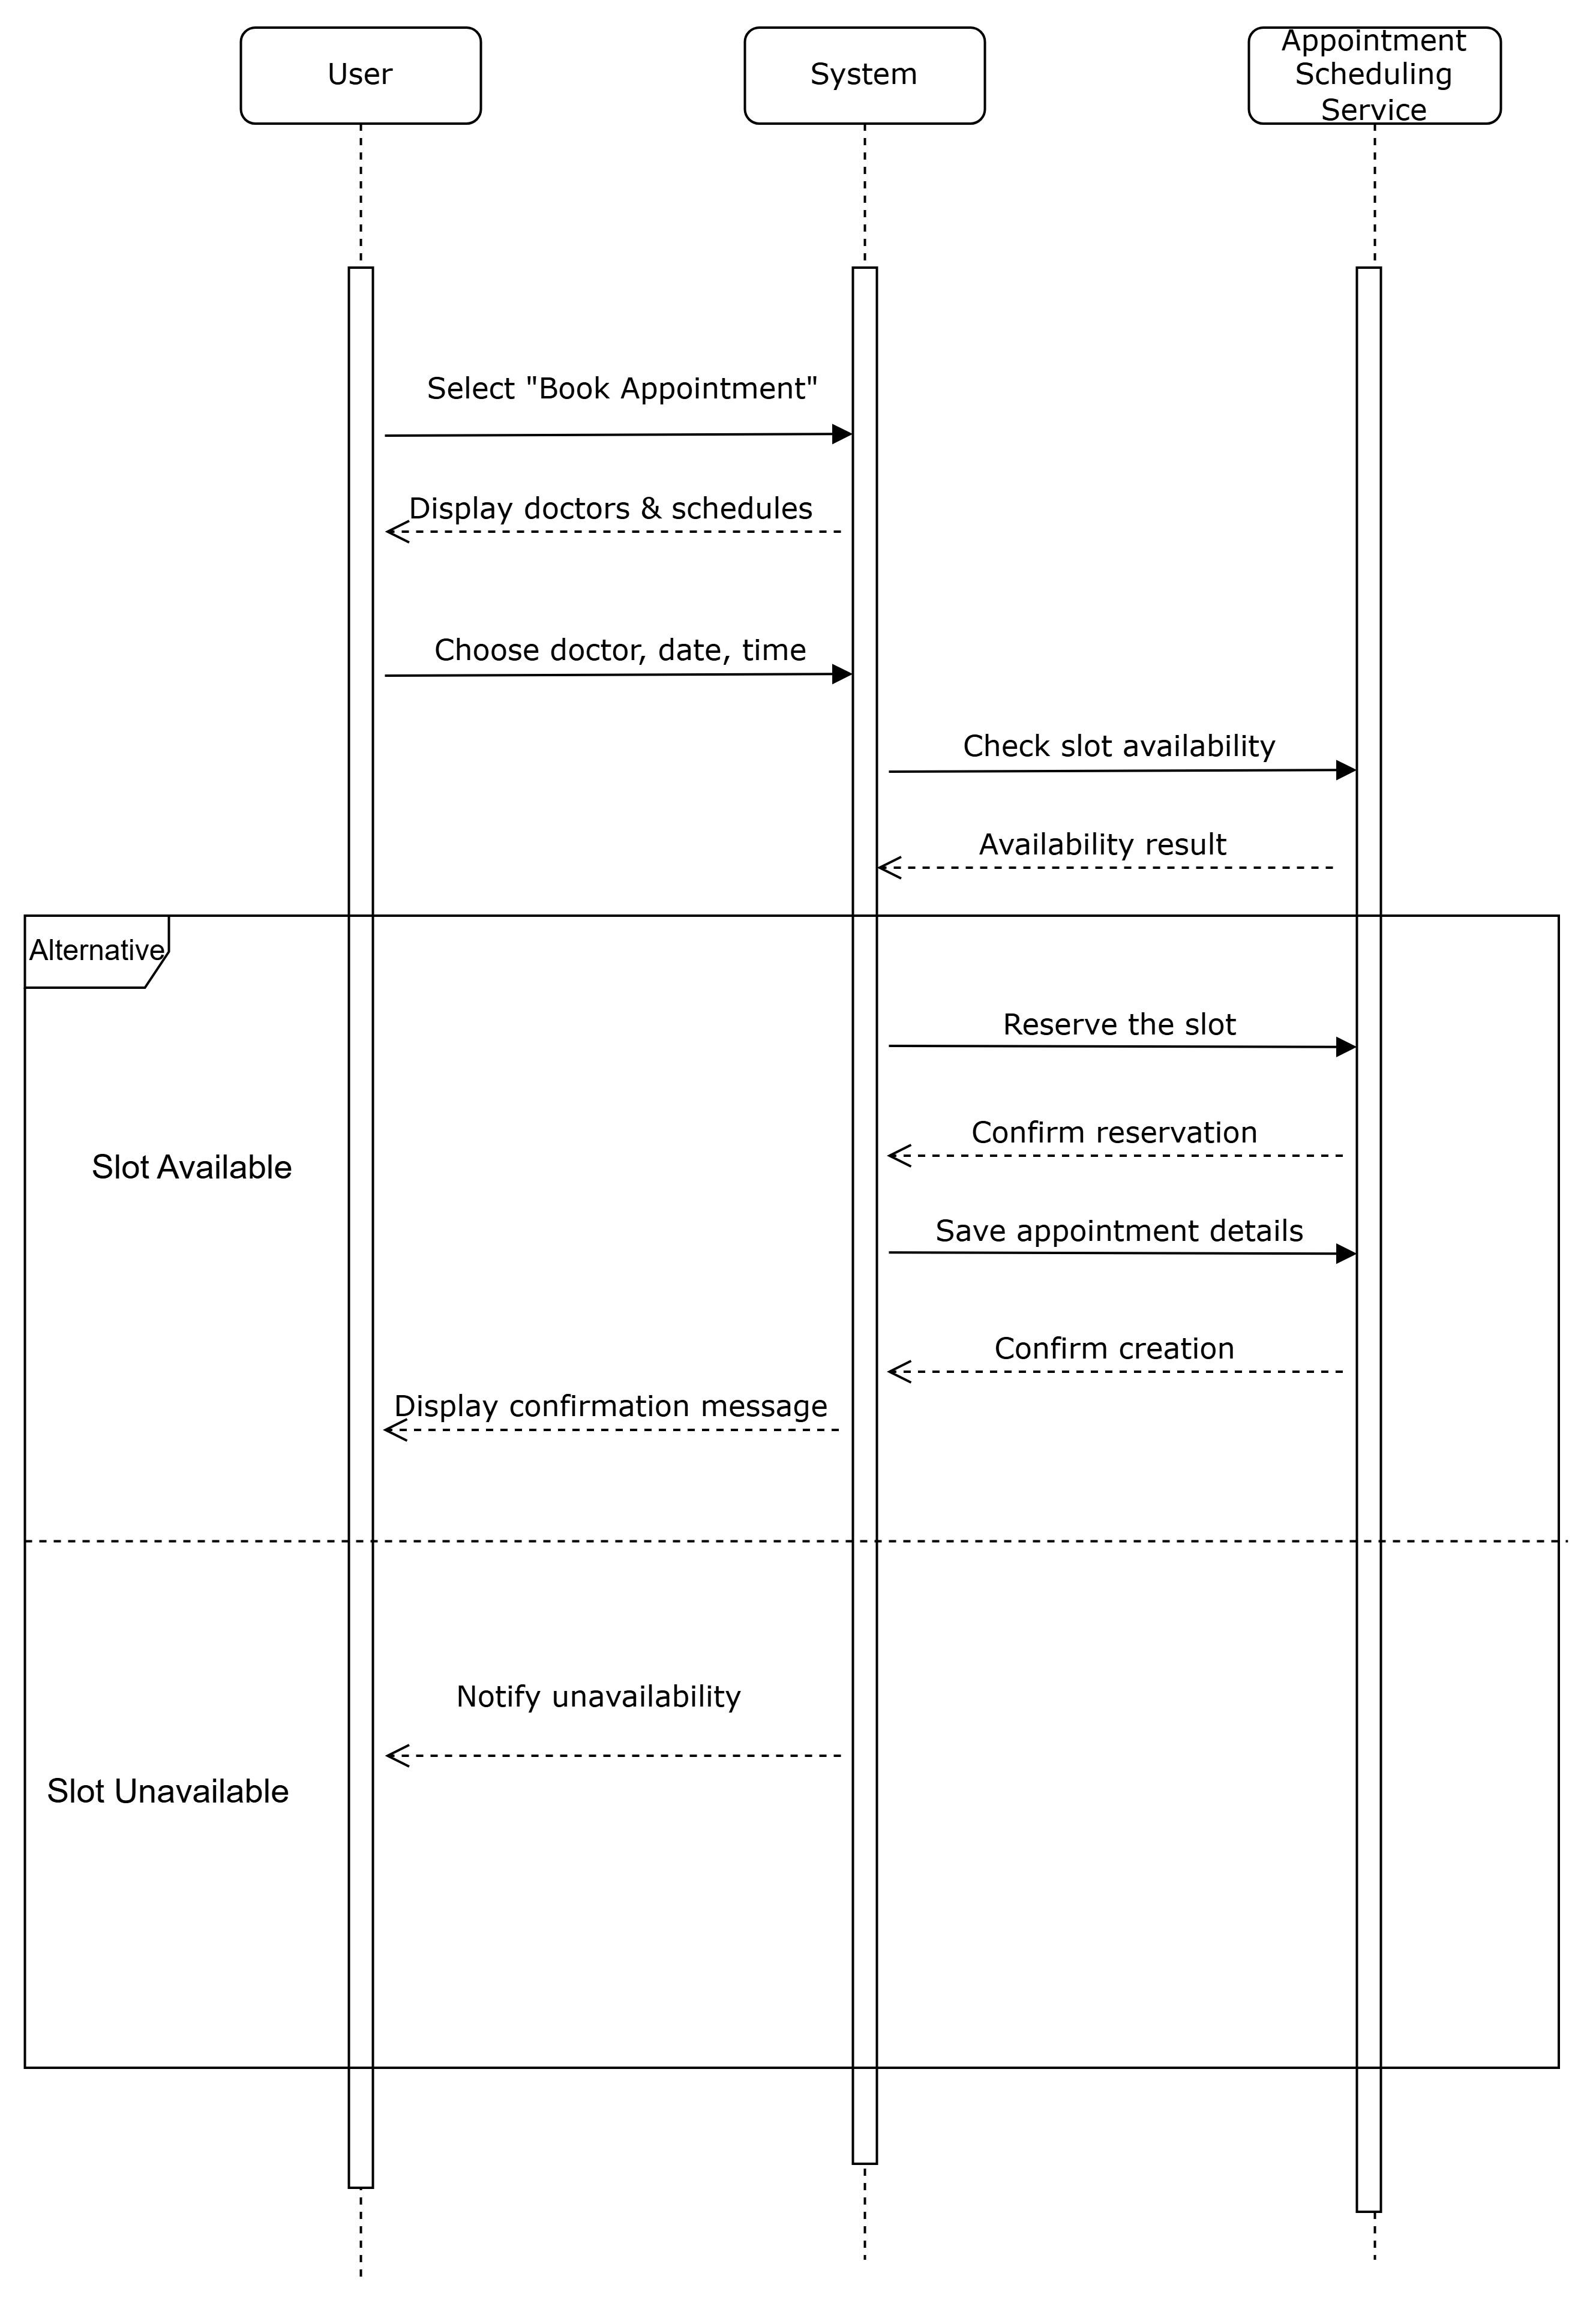 User
System
Appointment
Scheduling
Service
Select "Book Appointment"
Display doctors & schedules
Choose doctor, date, time
Check slot availability
Availability result
Alternative
Reserve the slot
Confirm reservation
Slot Available
Save appointment details
Confirm creation
Display confirmation message
Notify unavailability
Slot Unavailable